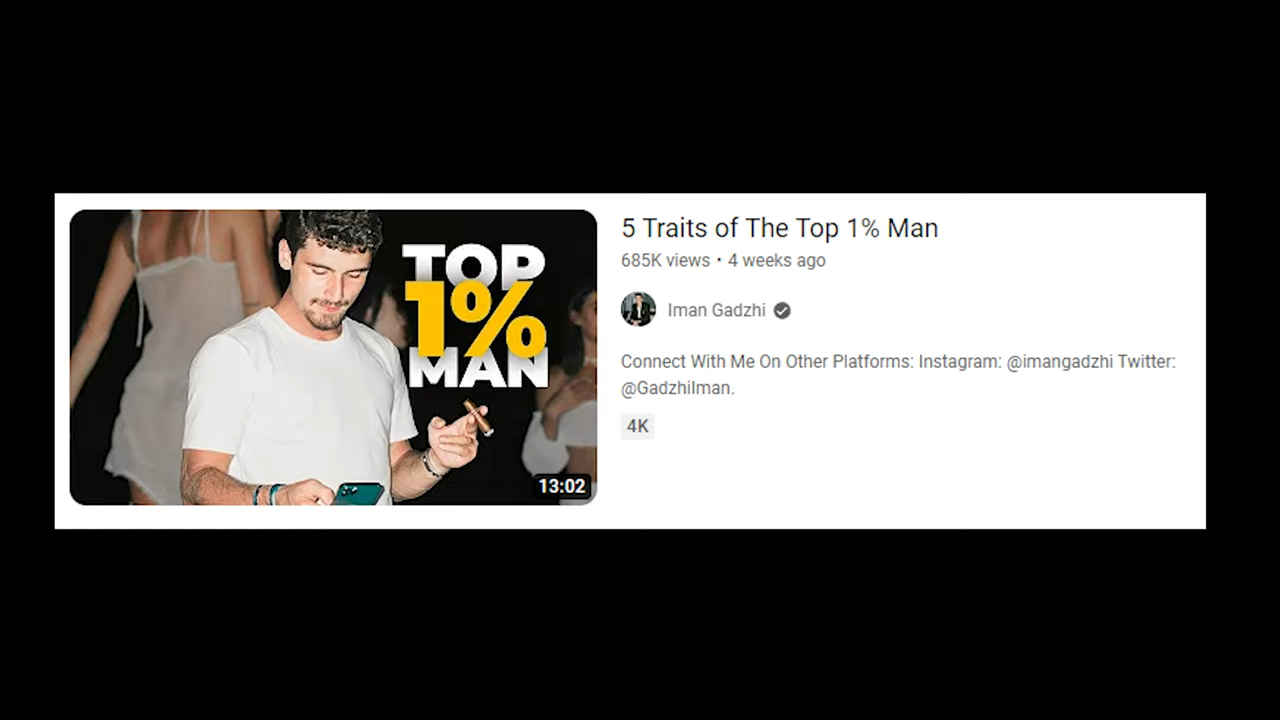 TOP
1%
MAN
13:02
5 Traits of The Top 1% Man
685K views • 4 weeks ago
Iman Gadzhi
Connect With Me On Other Platforms: Instagram: @imangadzhi Twitter:
@GadzhiIman.
4K